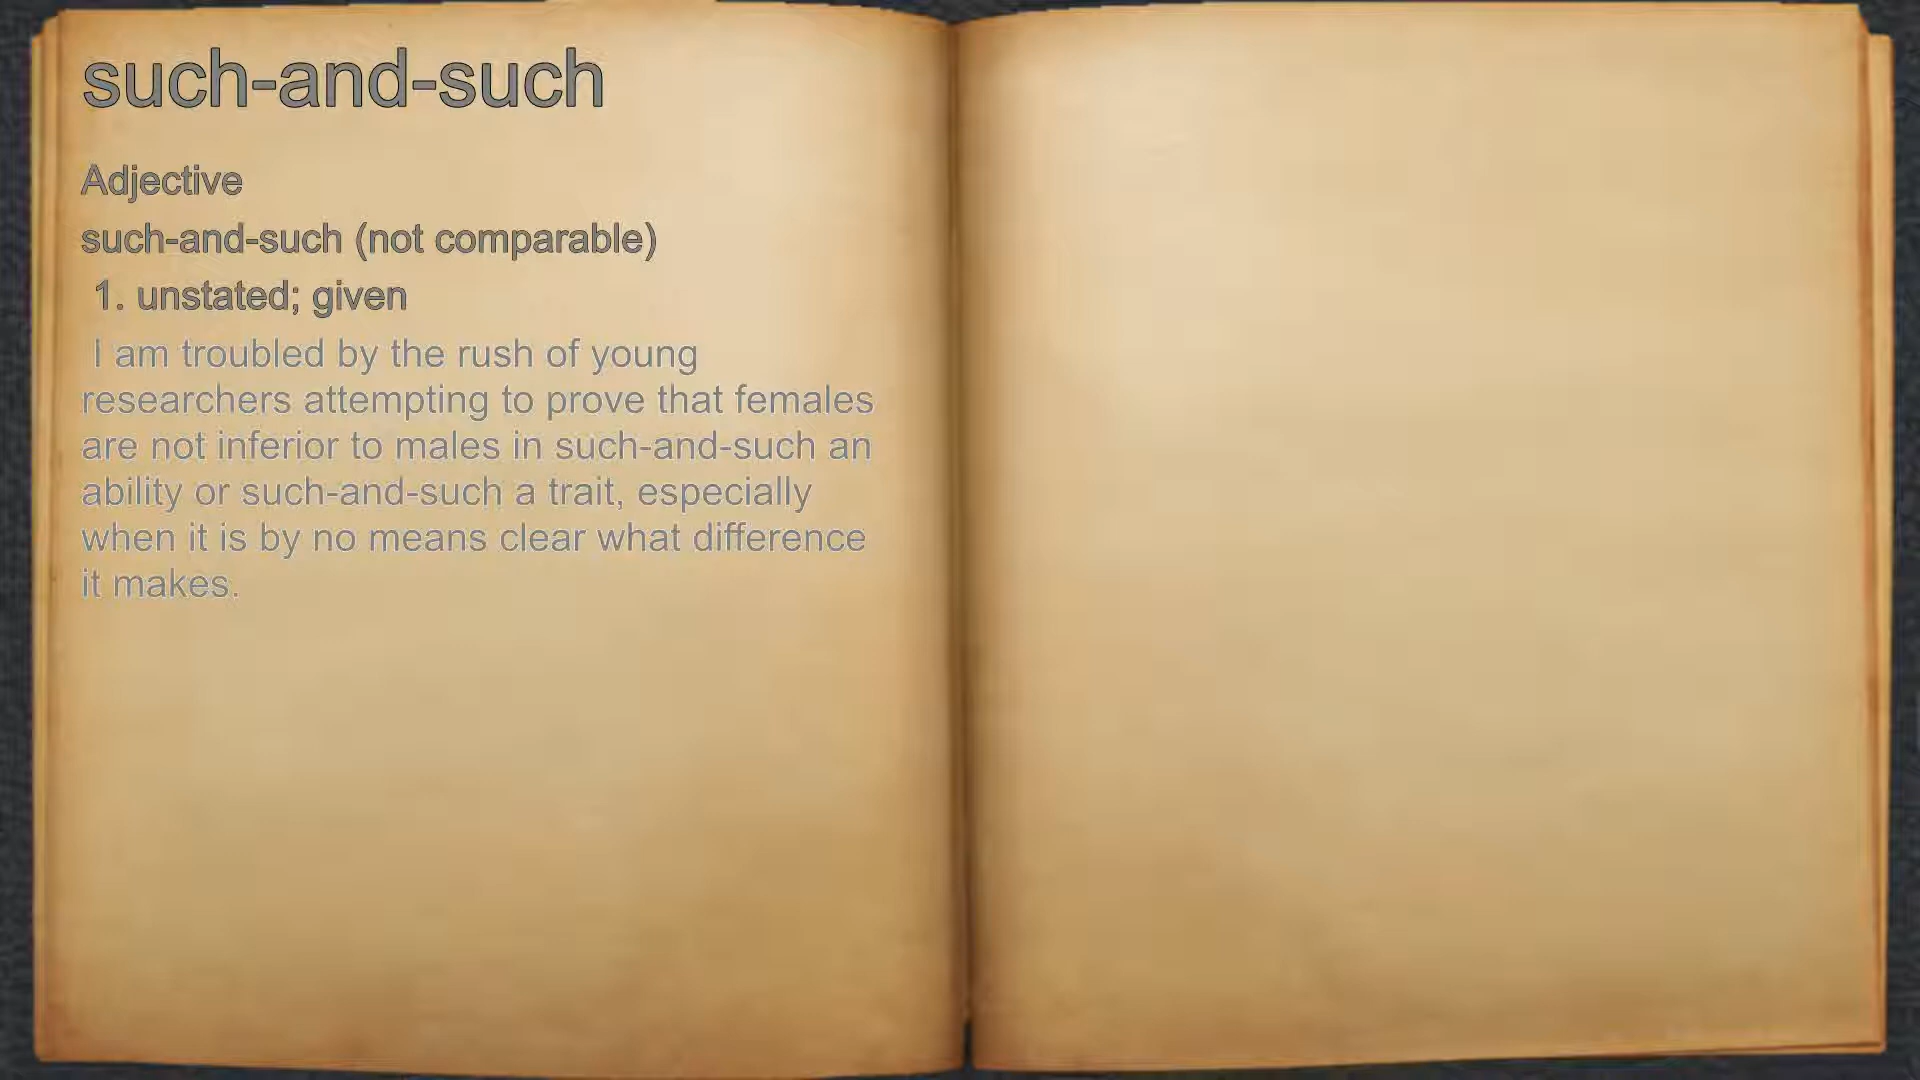 such-and-such
Adjective
such-and-such (not comparable)
1. unstated; given
I am troubled by the rush of young
researchers attempting to prove that females
are not inferior to males in such-and-such an
ability or such-and-such a trait, especially
when it is by no means clear what difference
it makes.